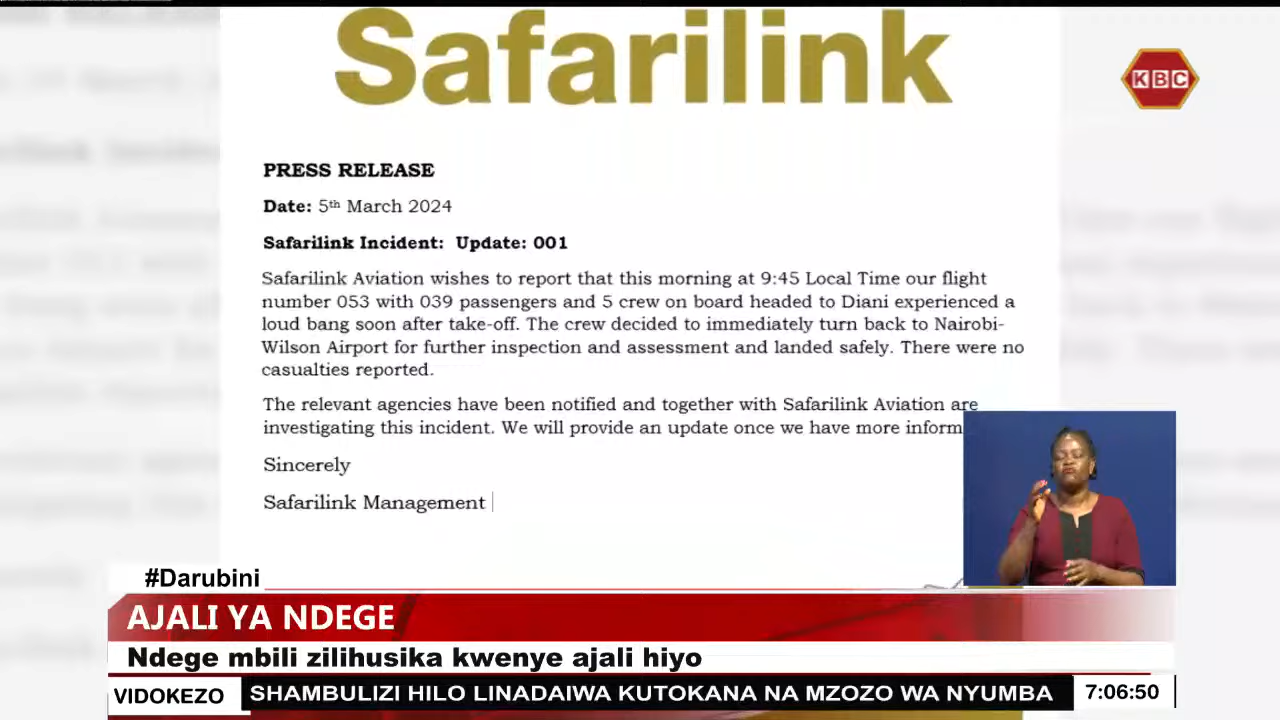 Safarilink
KBC
PRESS RELEASE
Date: 5th March 2024
Safarilink Incident: Update: 001
Safarilink Aviation wishes to report that this morning at 9:45 Local Time our flight
number 053 with 039 passengers and 5 crew on board headed to Diani experienced a
loud bang soon after take-off. The crew decided to immediately turn back to Nairobi-
Wilson Airport for further inspection and assessment and landed safely. There were no
casualties reported.
The relevant agencies have been notified and together with Safarilink Aviation are
investigating this incident. We will provide an update once we have more inform
Sincerely
Safarilink Management
#Darubini
AJALI YA NDEGE
Ndege mbili zilihusika kwenye ajali hiyo
VIDOKEZO SHAMBULIZI HILO LINADAIWA KUTOKANA NA MZOZO WA NYUMBA 7:06:50